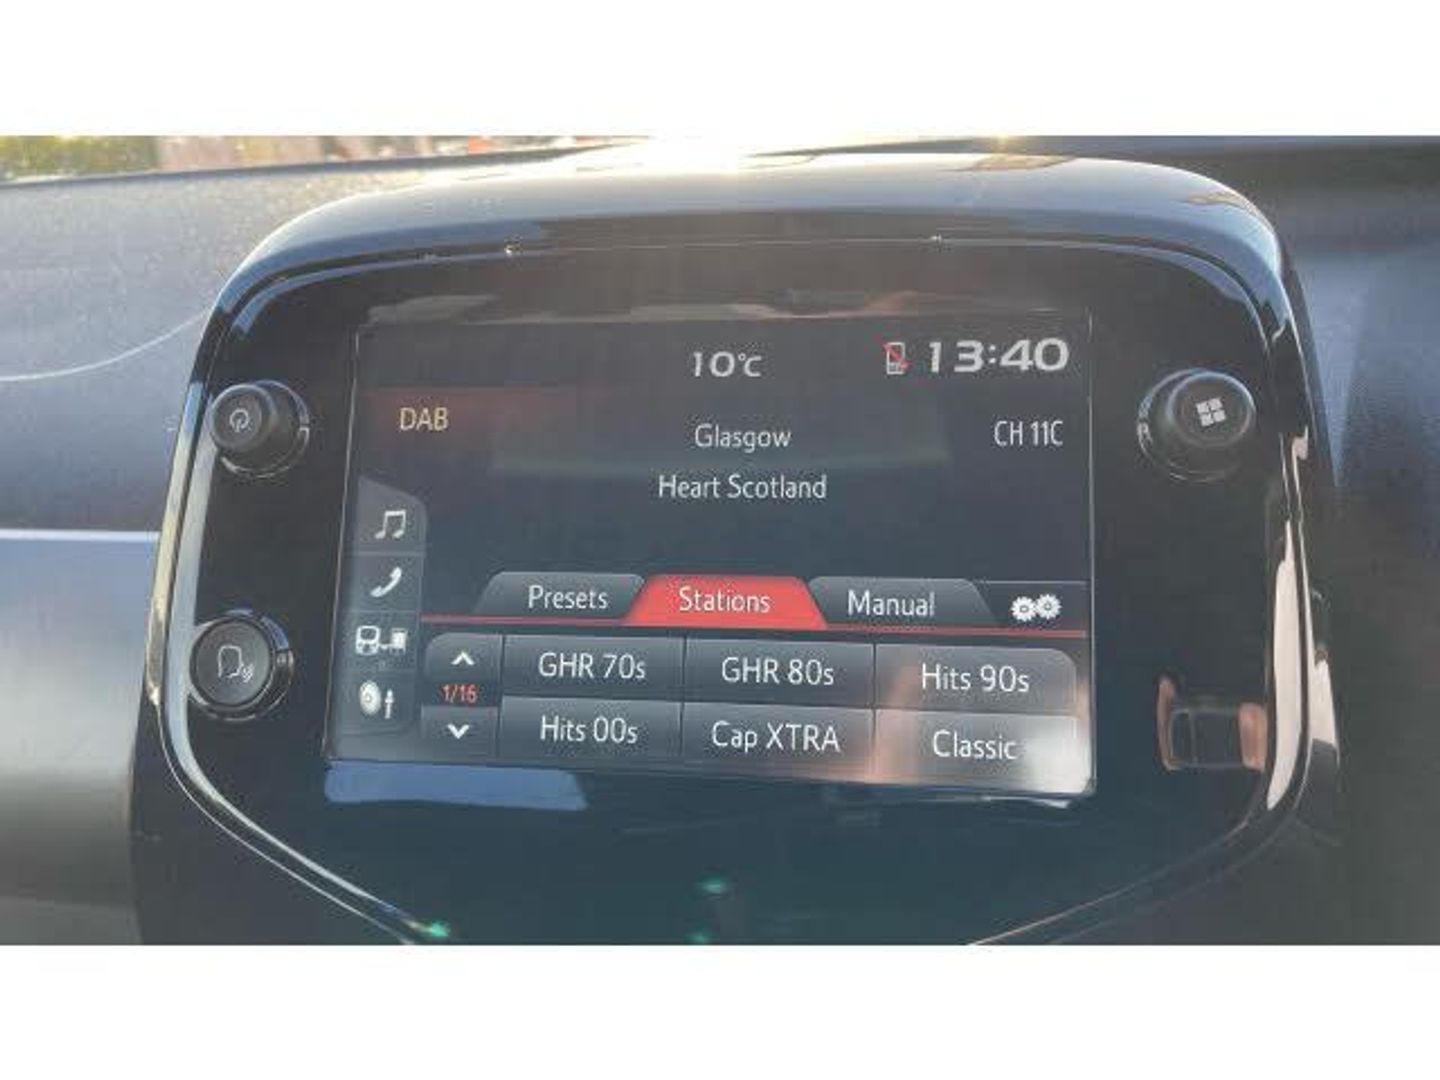 10°C 13:40
DAB Glasgow CH 11C
Heart Scotland
Presets Stations Manual
GHR 70s GHR 80s Hits 90s
1/16
Hits 00s Cap XTRA Classic